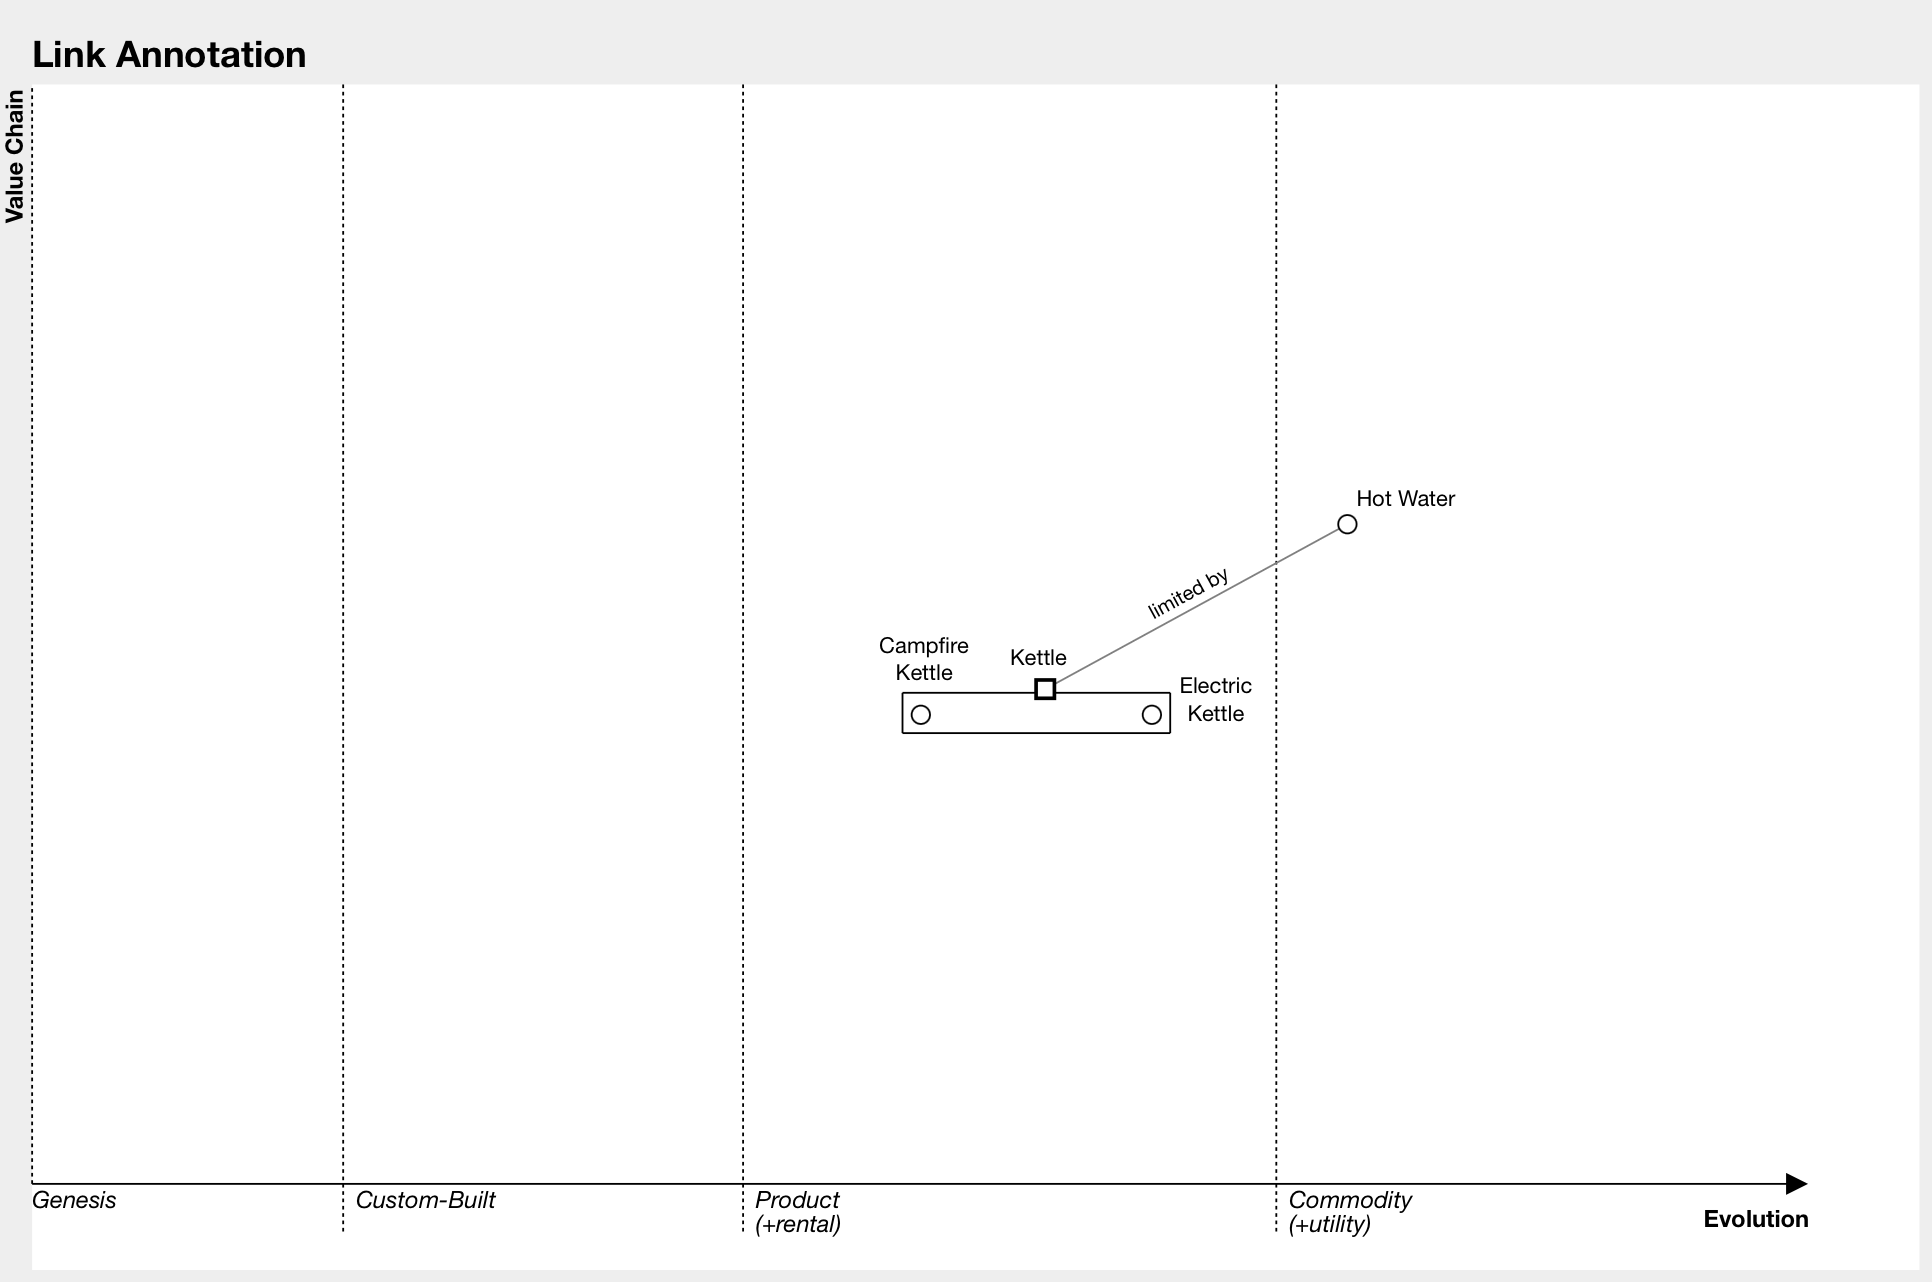 Link Annotation
Value Chain
Hot Water
limited by
Campfire
Kettle
Kettle
Electric
Kettle
Genesis
Custom-Built
Product
(+rental)
Commodity
(+utility)
Evolution